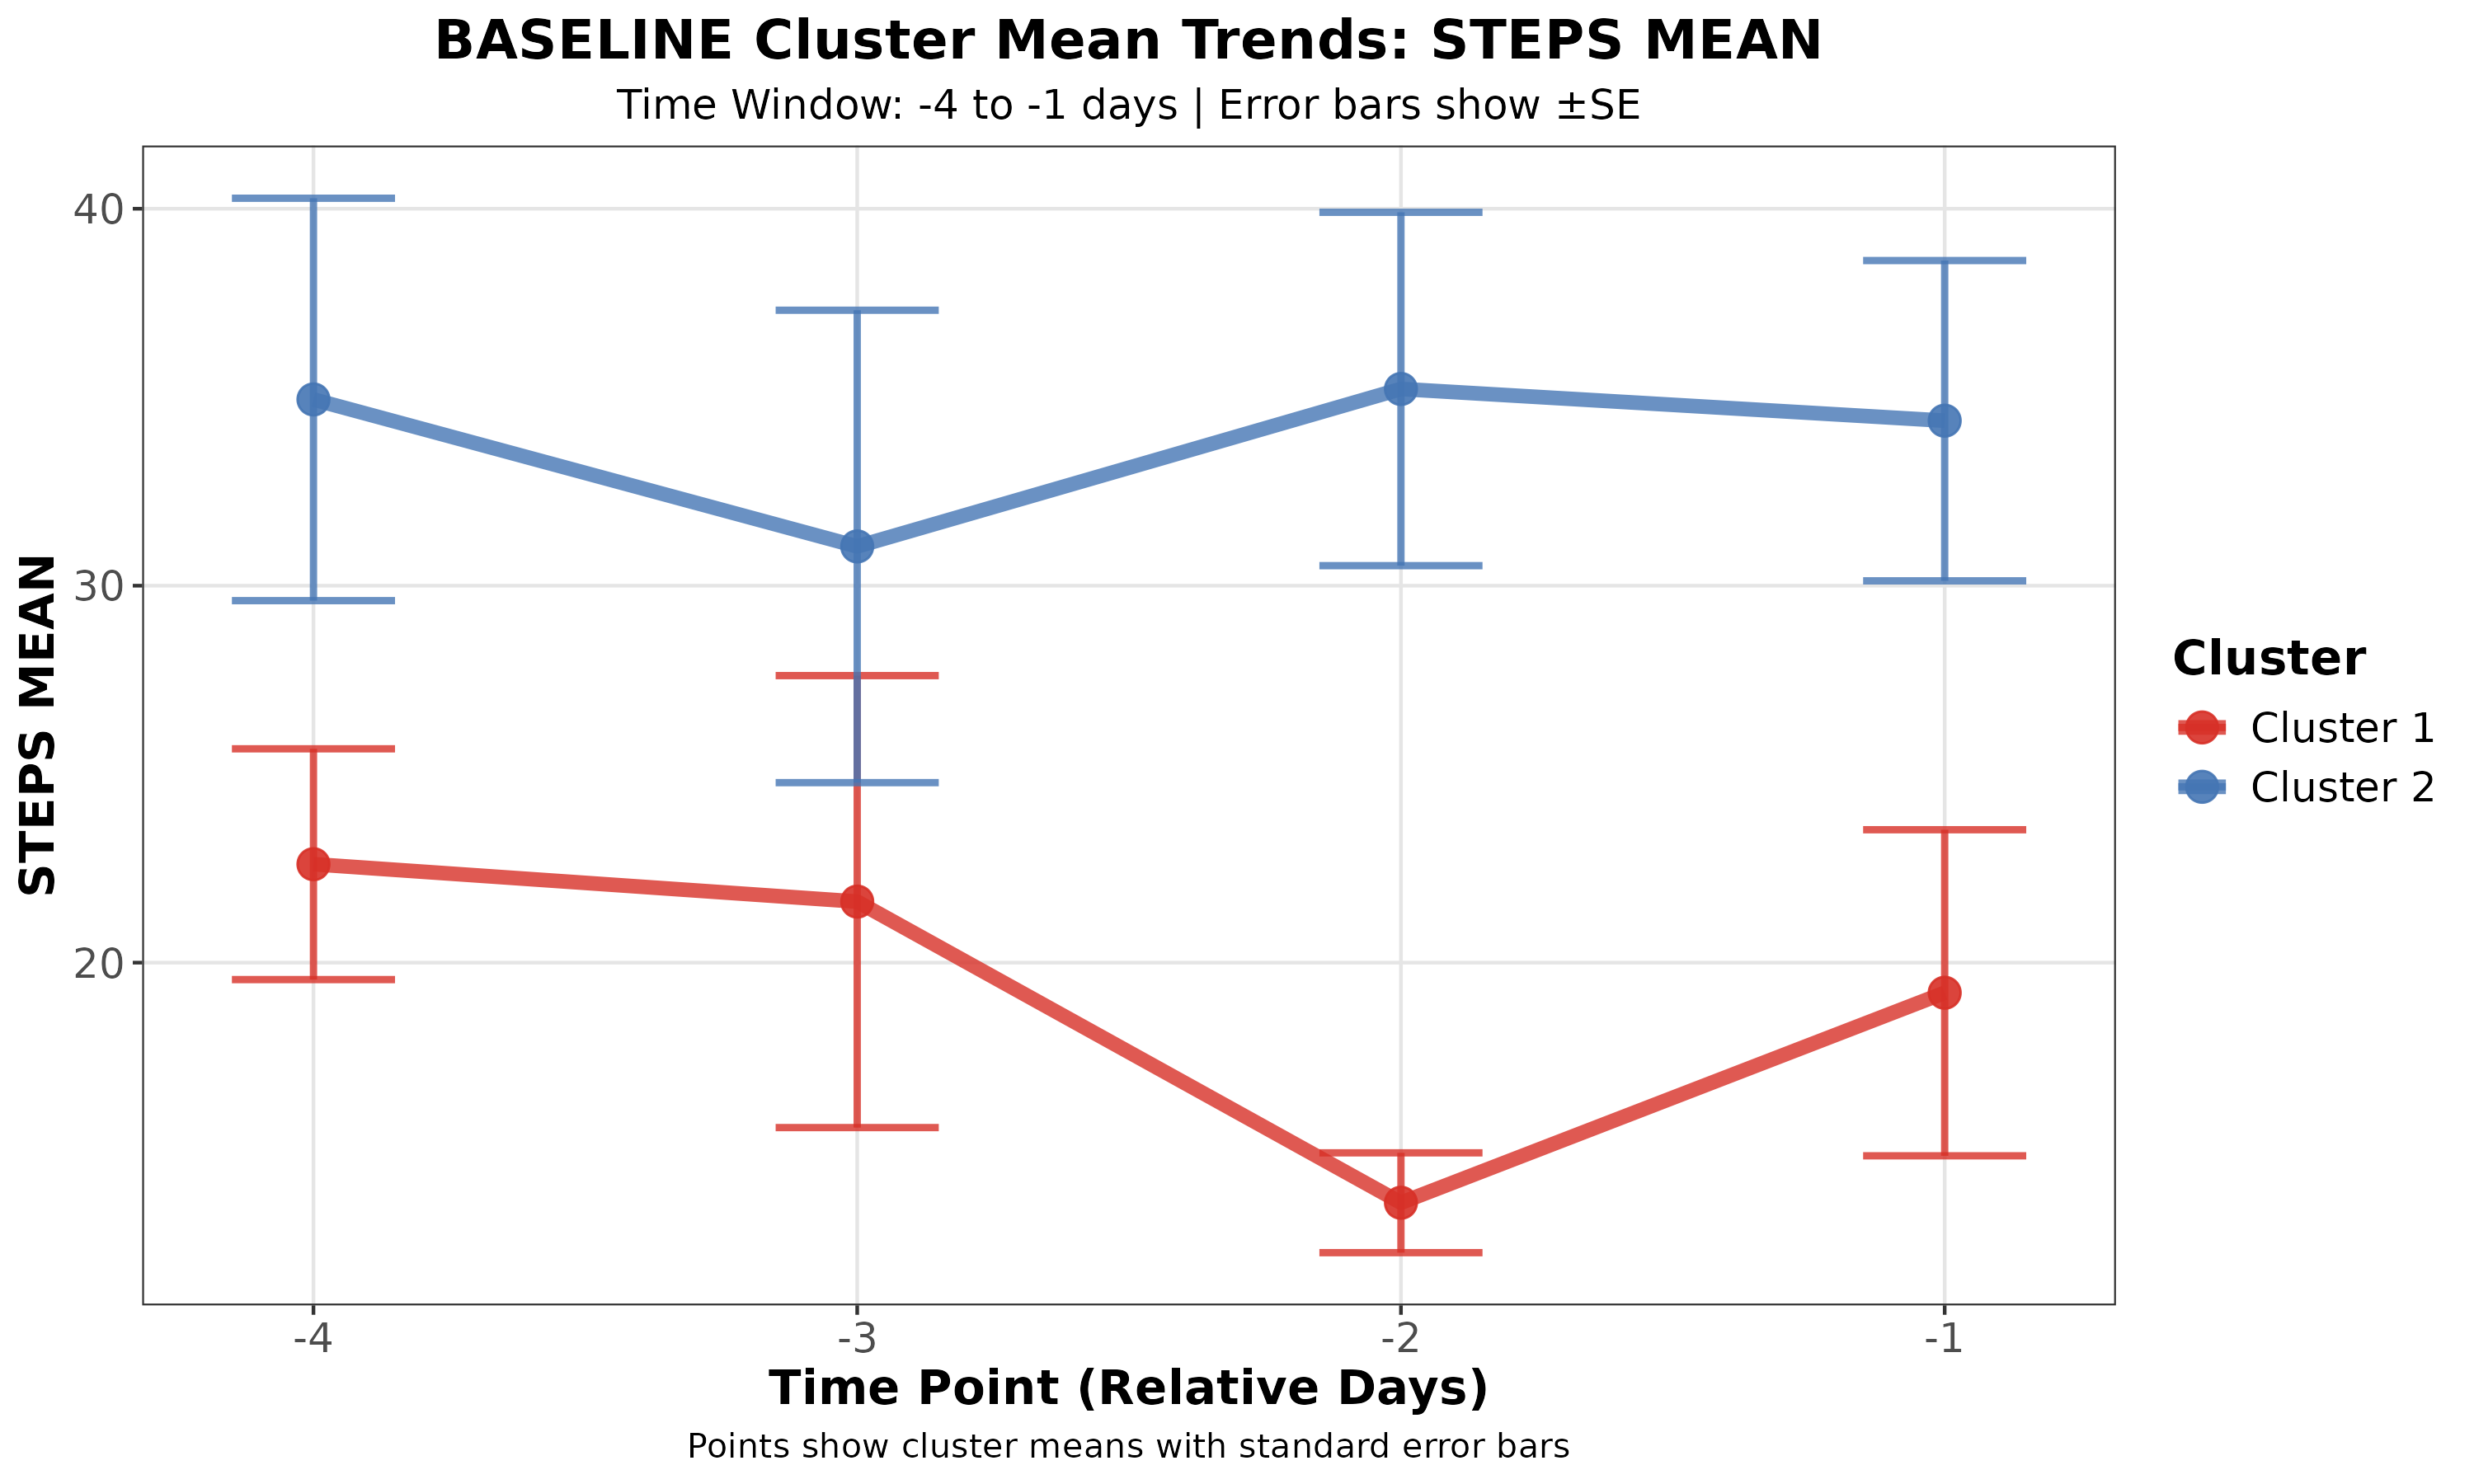 BASELINE Cluster Mean Trends: STEPS MEAN
Time Window: -4 to -1 days | Error bars show ±SE
STEPS MEAN
40
30
20
-4
-3
-2
-1
Time Point (Relative Days)
Points show cluster means with standard error bars
Cluster
Cluster 1
Cluster 2